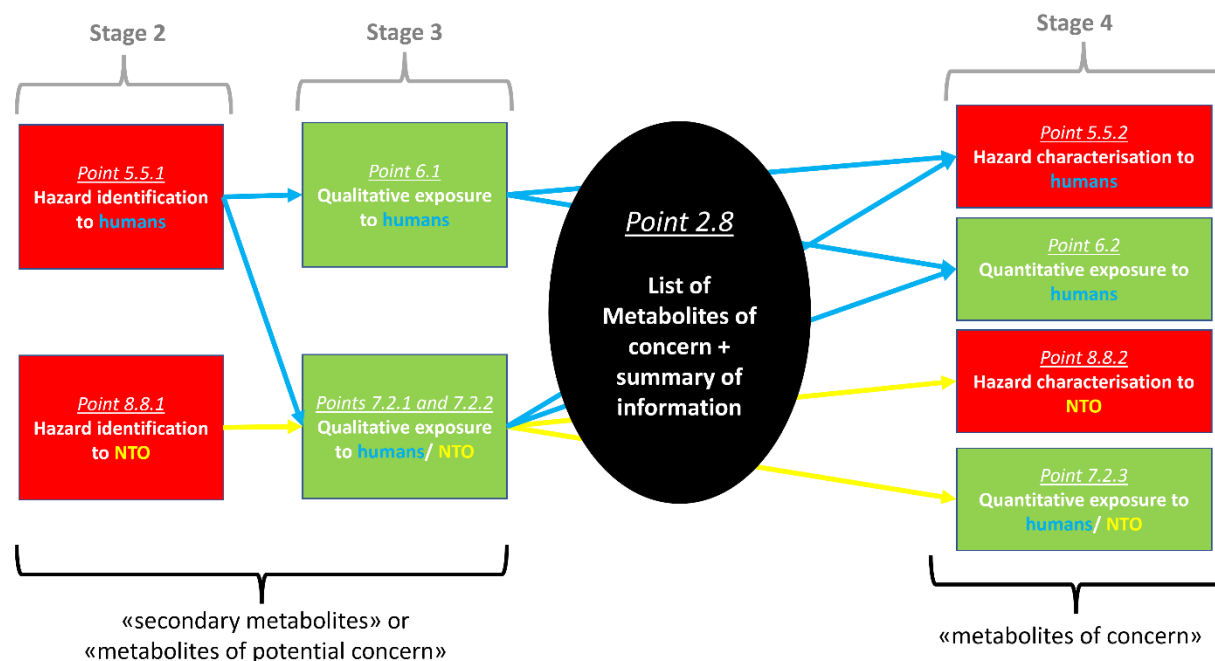 Stage 2
Stage 3
Stage 4
Point 5.5.1
Hazard identification
to humans
Point 6.1
Qualitative exposure
to humans
Point 8.8.1
Hazard identification
to NTO
Points 7.2.1 and 7.2.2
Qualitative exposure
to humans/ NTO
Point 2.8
List of
Metabolites of
concern +
summary of
information
Point 5.5.2
Hazard characterisation to
humans
Point 6.2
Quantitative exposure to
humans
Point 8.8.2
Hazard characterisation to
NTO
Point 7.2.3
Quantitative exposure to
humans/ NTO
«secondary metabolites» or
«metabolites of potential concern»
«metabolites of concern»